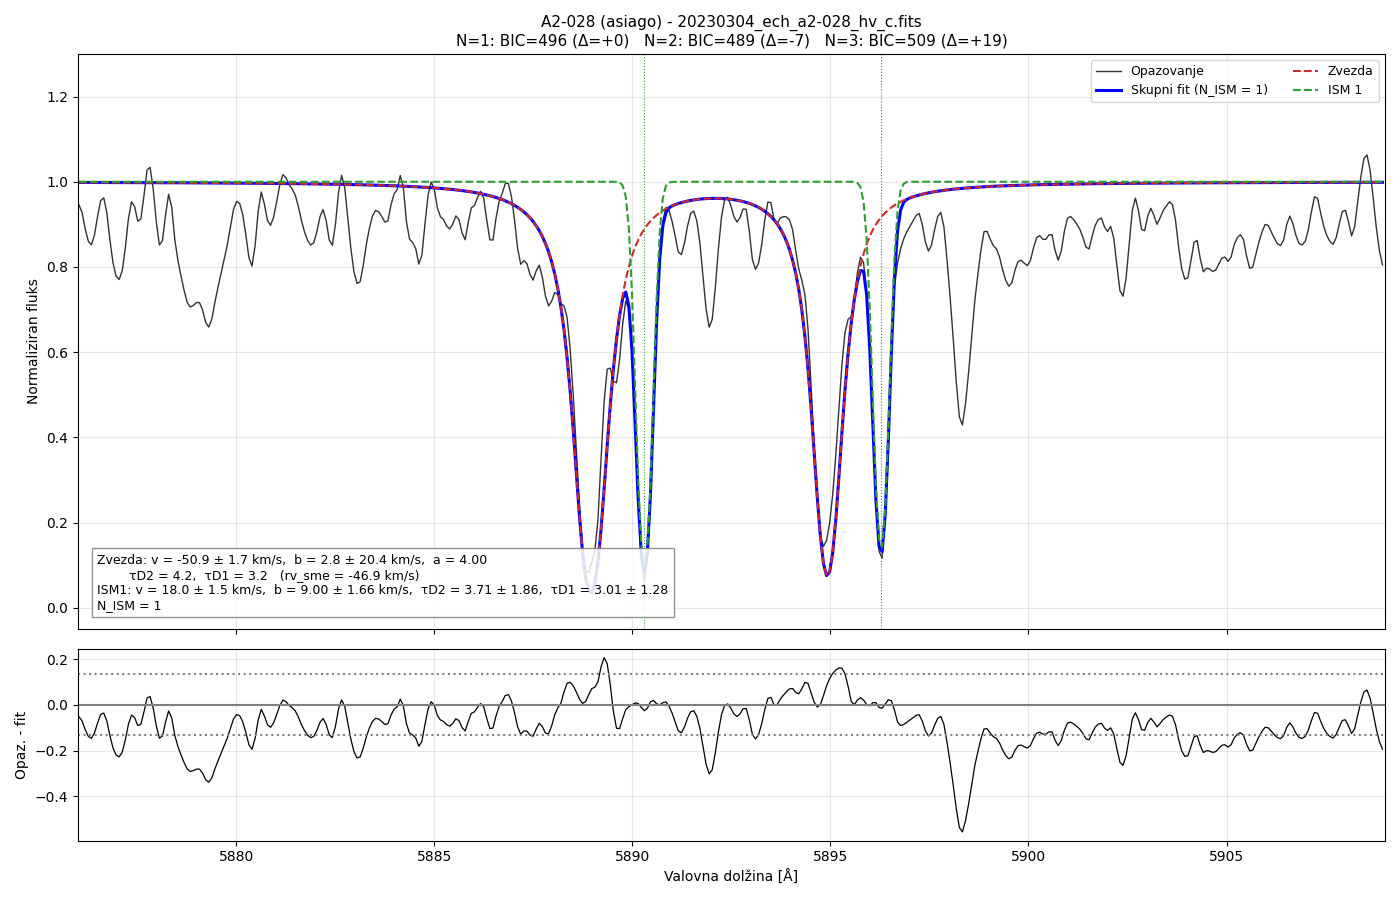 A2-028 (asiago) - 20230304_ech_a2-028_hv_c.fits
N=1: BIC=496 (Δ=+0)   N=2: BIC=489 (Δ=-7)   N=3: BIC=509 (Δ=+19)
Opazovanje
Skupni fit (N_ISM = 1)
Zvezda
ISM 1
Normaliziran fluks
1.2
1.0
0.8
0.6
0.4
0.2
0.0
Zvezda: v = -50.9 ± 1.7 km/s,  b = 2.8 ± 20.4 km/s,  a = 4.00
τD2 = 4.2,  τD1 = 3.2   (rv_sme = -46.9 km/s)
ISM1: v = 18.0 ± 1.5 km/s,  b = 9.00 ± 1.66 km/s,  τD2 = 3.71 ± 1.86,  τD1 = 3.01 ± 1.28
N_ISM = 1
Opaz. - fit
0.2
0.0
−0.2
−0.4
5880 5885 5890 5895 5900 5905
Valovna dolžina [Å]